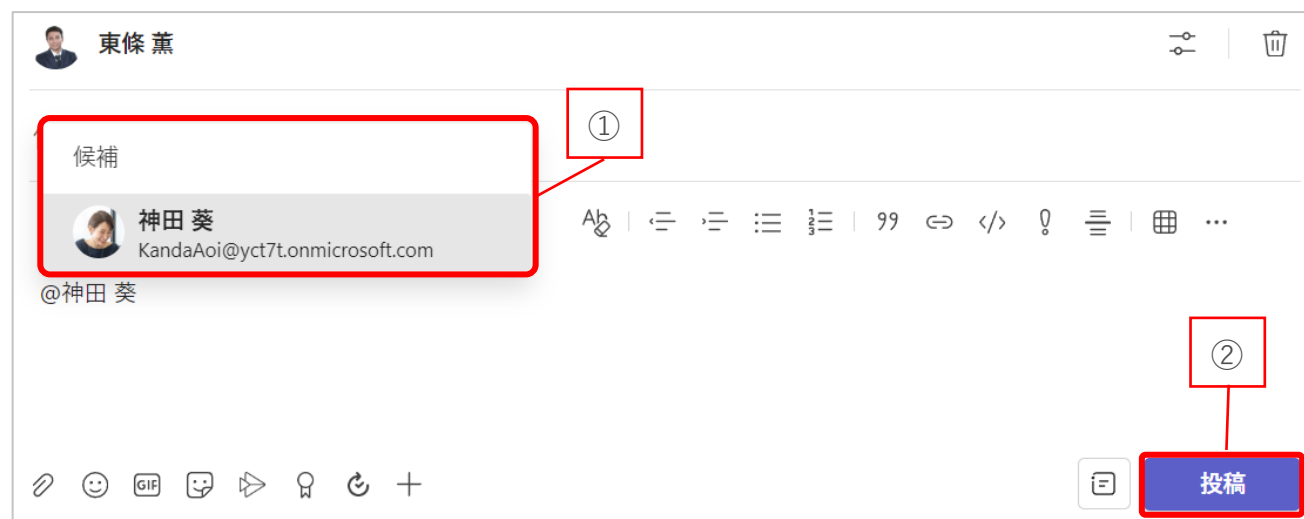 東條 薫
①
候補
神田 葵
KandaAoi@yct7t.onmicrosoft.com
@神田 葵
②
GIF
投稿